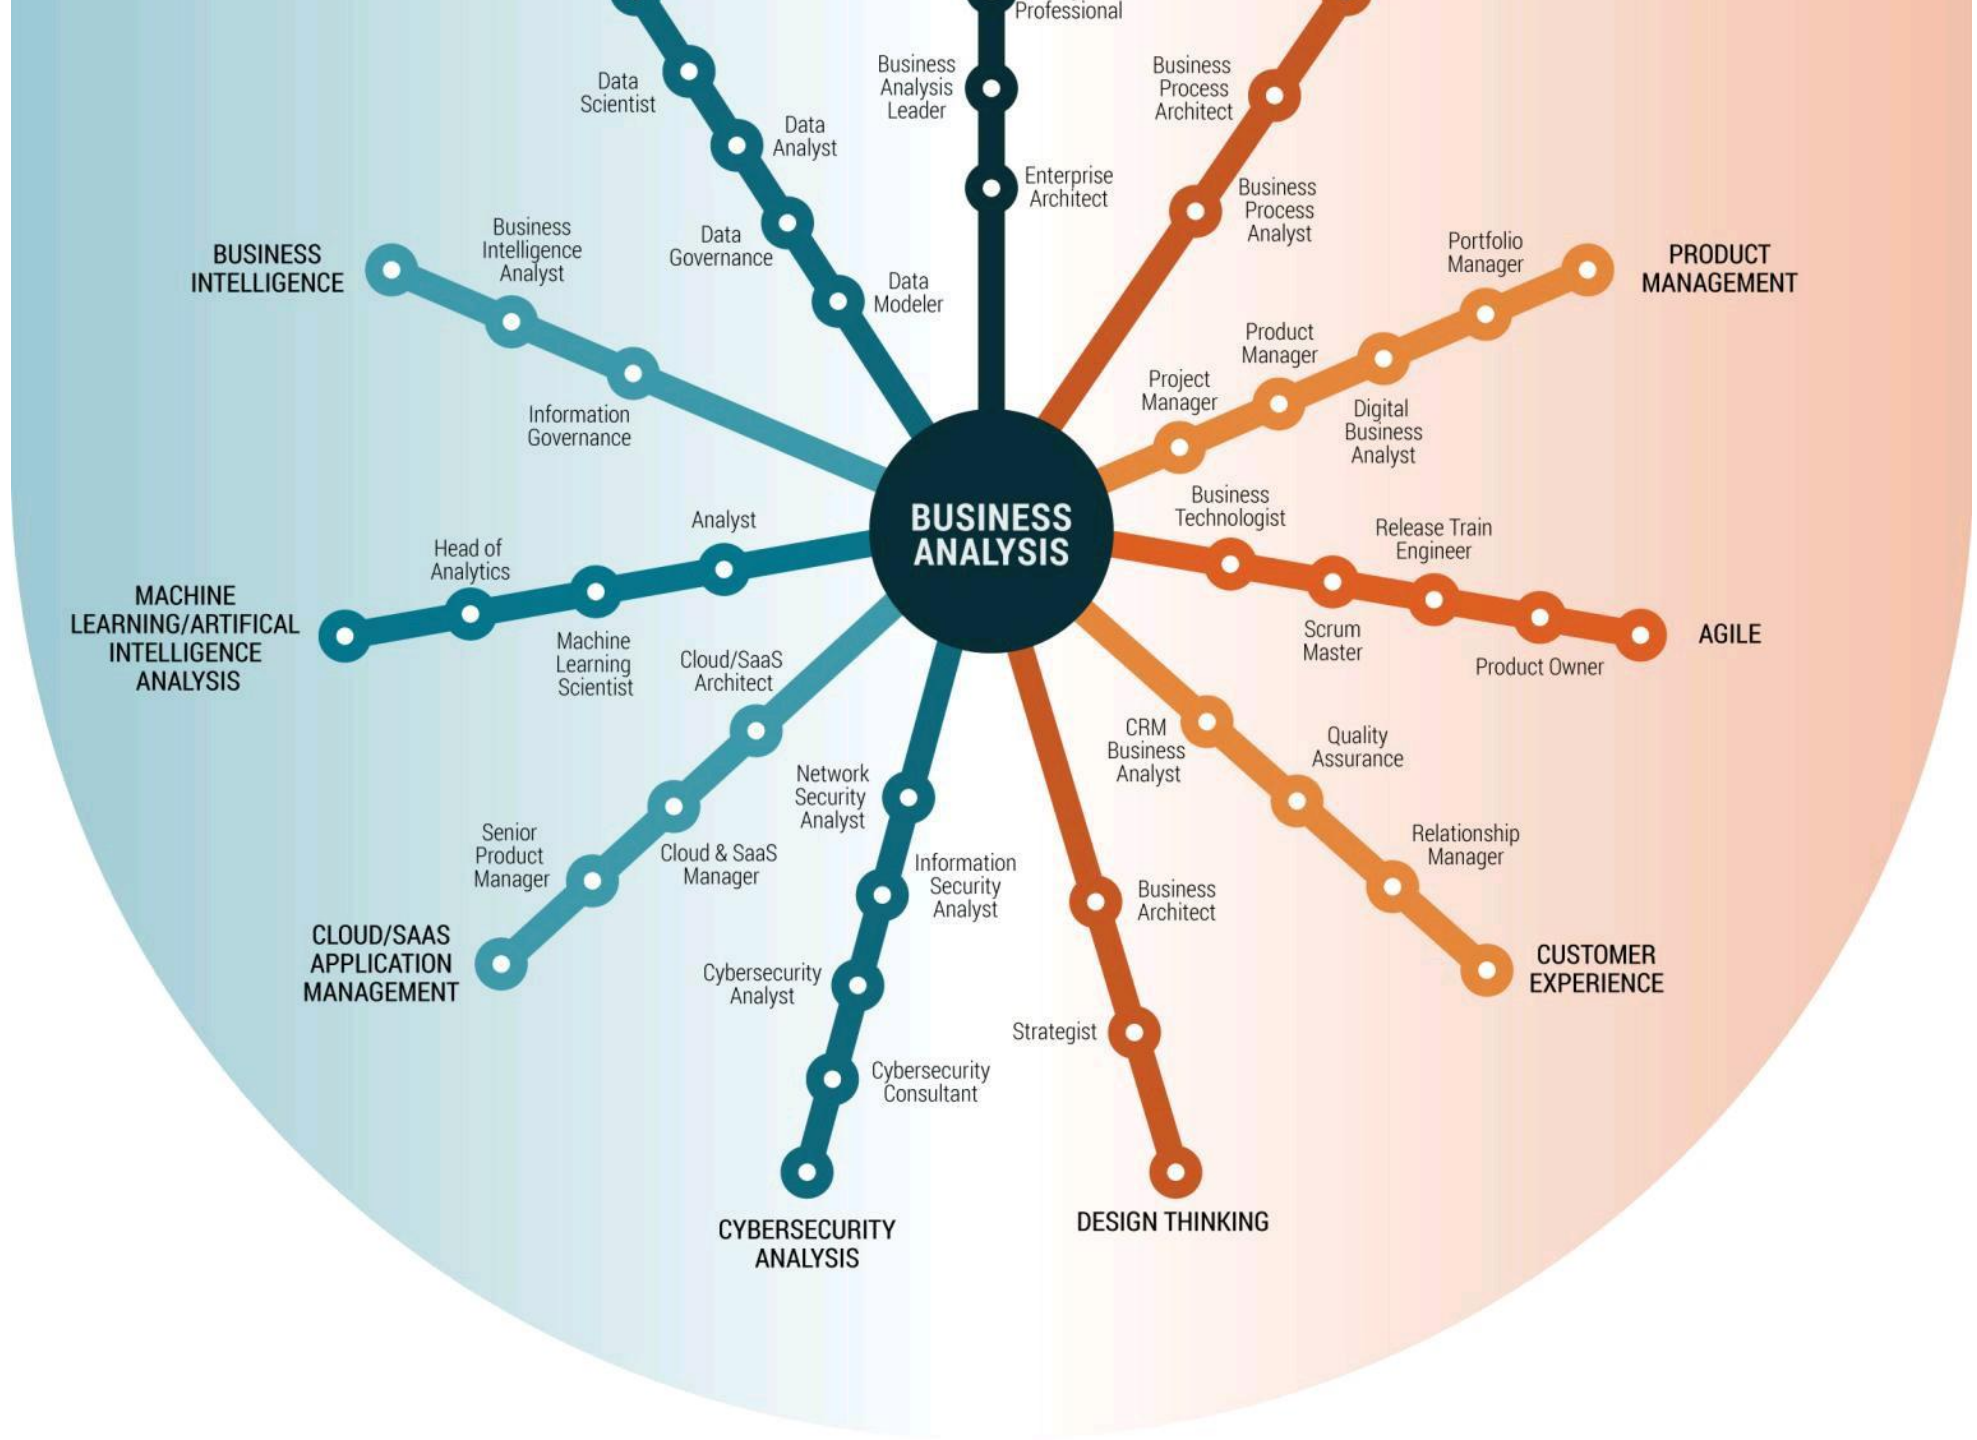 Professional
Business
Analysis
Leader
Enterprise
Architect
Data
Scientist
Data
Analyst
Data
Governance
Data
Modeler
Business
Process
Architect
Business
Process
Analyst
BUSINESS
INTELLIGENCE
Business
Intelligence
Analyst
Information
Governance
Portfolio
Manager
PRODUCT
MANAGEMENT
Product
Manager
Project
Manager
Digital
Business
Analyst
BUSINESS
ANALYSIS
Analyst
Head of
Analytics
Machine
Learning
Scientist
MACHINE
LEARNING/ARTIFICAL
INTELLIGENCE
ANALYSIS
Business
Technologist
Release Train
Engineer
Scrum
Master
Product Owner
AGILE
Cloud/SaaS
Architect
Cloud & SaaS
Manager
Senior
Product
Manager
CLOUD/SAAS
APPLICATION
MANAGEMENT
Network
Security
Analyst
Information
Security
Analyst
Cybersecurity
Analyst
Cybersecurity
Consultant
CYBERSECURITY
ANALYSIS
CRM
Business
Analyst
Quality
Assurance
Relationship
Manager
CUSTOMER
EXPERIENCE
Business
Architect
Strategist
DESIGN THINKING